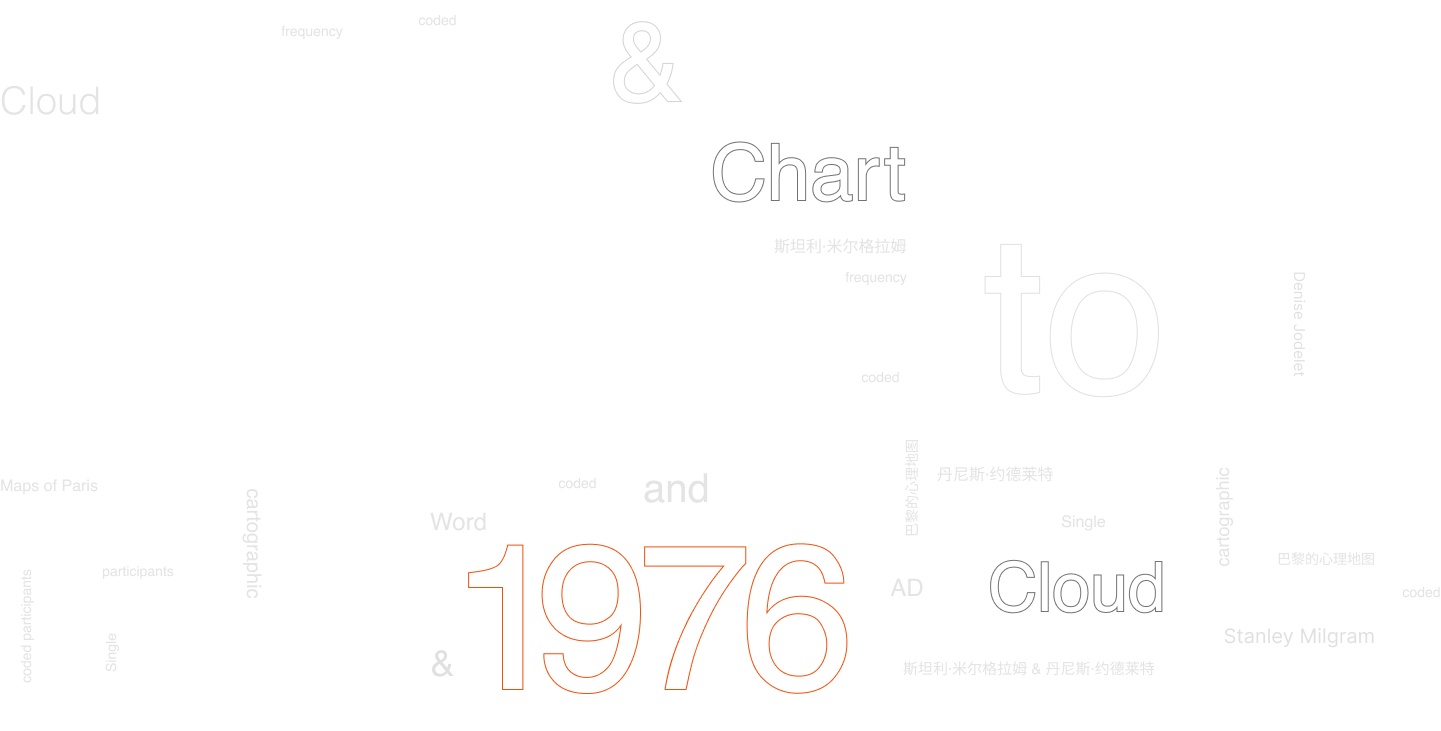 coded
frequency
&
Cloud
Chart
斯坦利·米尔格拉姆
frequency
to
Denise Jodelet
coded
巴黎的心理地图
丹尼斯·约德莱特
cartographic
Maps of Paris
coded
and
cartographic
Word
Single
1976
巴黎的心理地图
participants
AD
Cloud
coded
coded participants
Single
Stanley Milgram
&
斯坦利·米尔格拉姆 & 丹尼斯·约德莱特